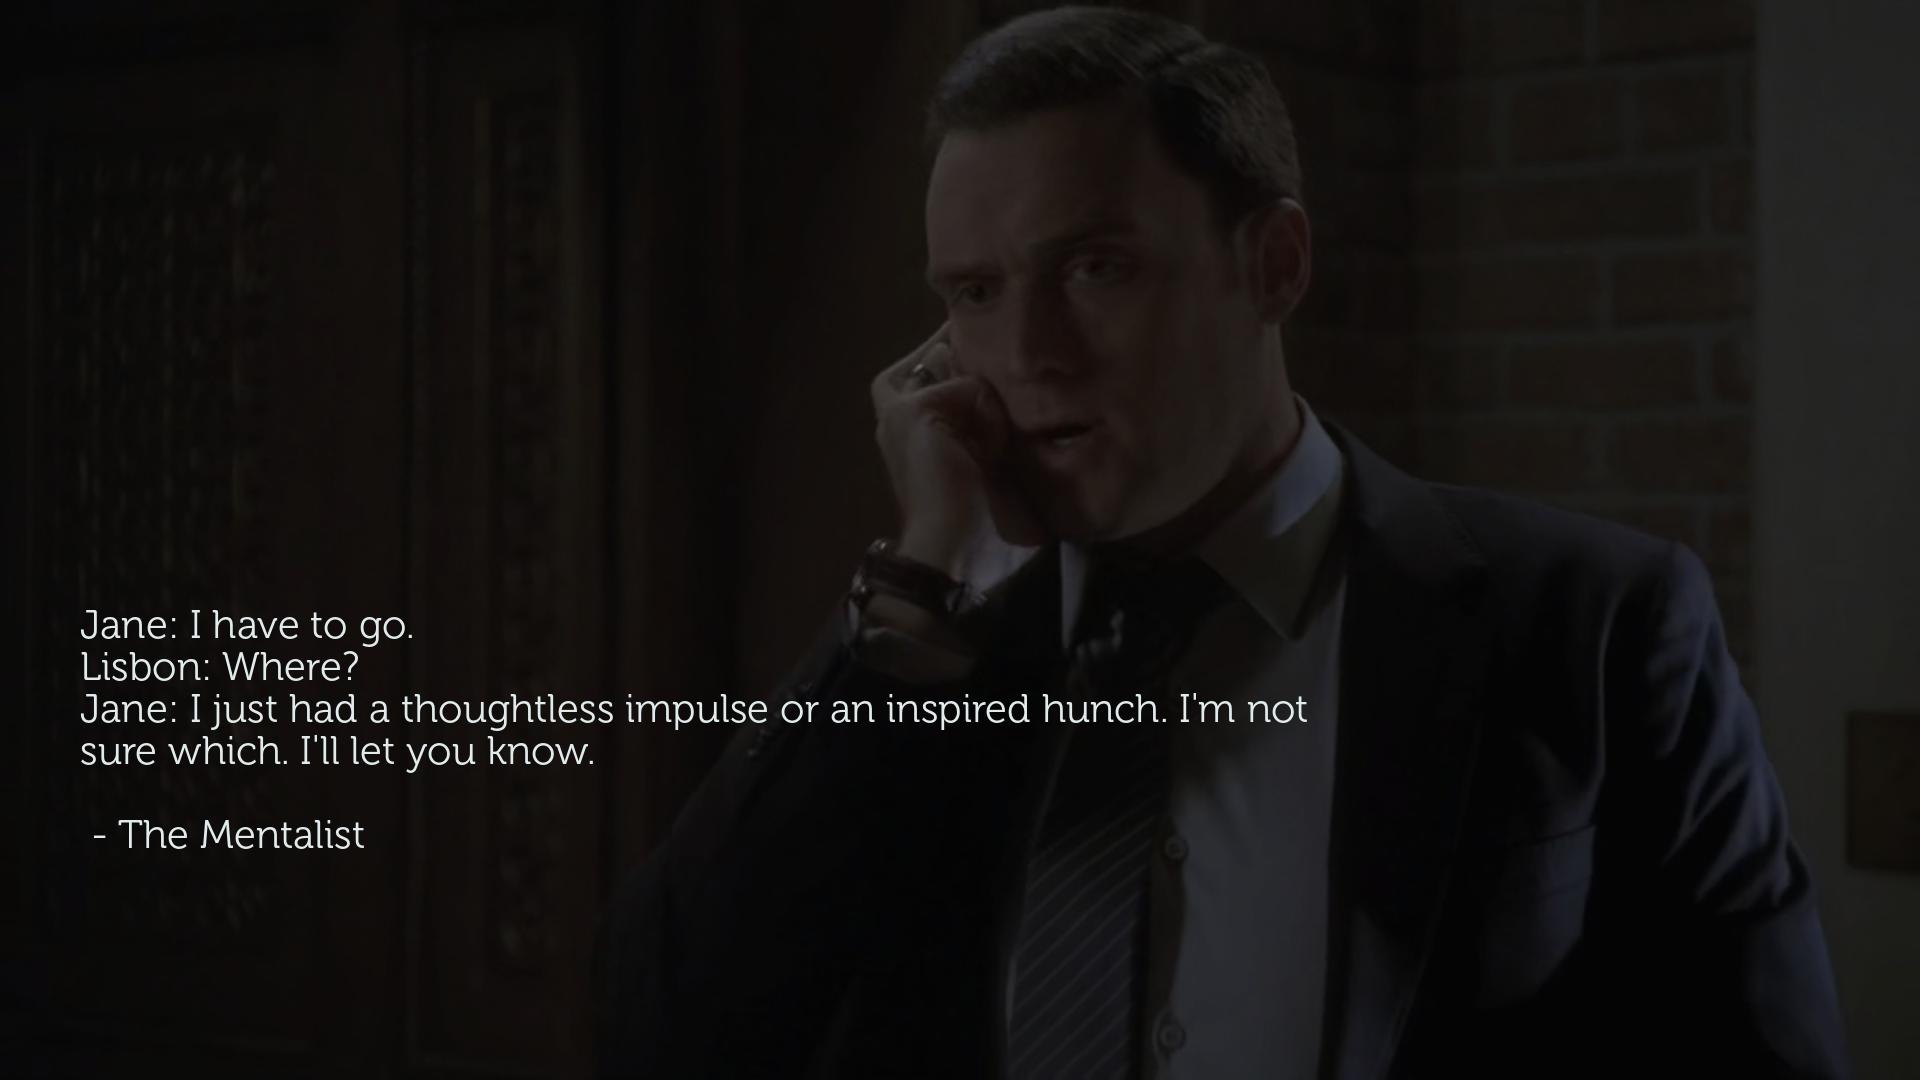 Jane: I have to go.
Lisbon: Where?
Jane: I just had a thoughtless impulse or an inspired hunch. I'm not
sure which. I'll let you know.
- The Mentalist